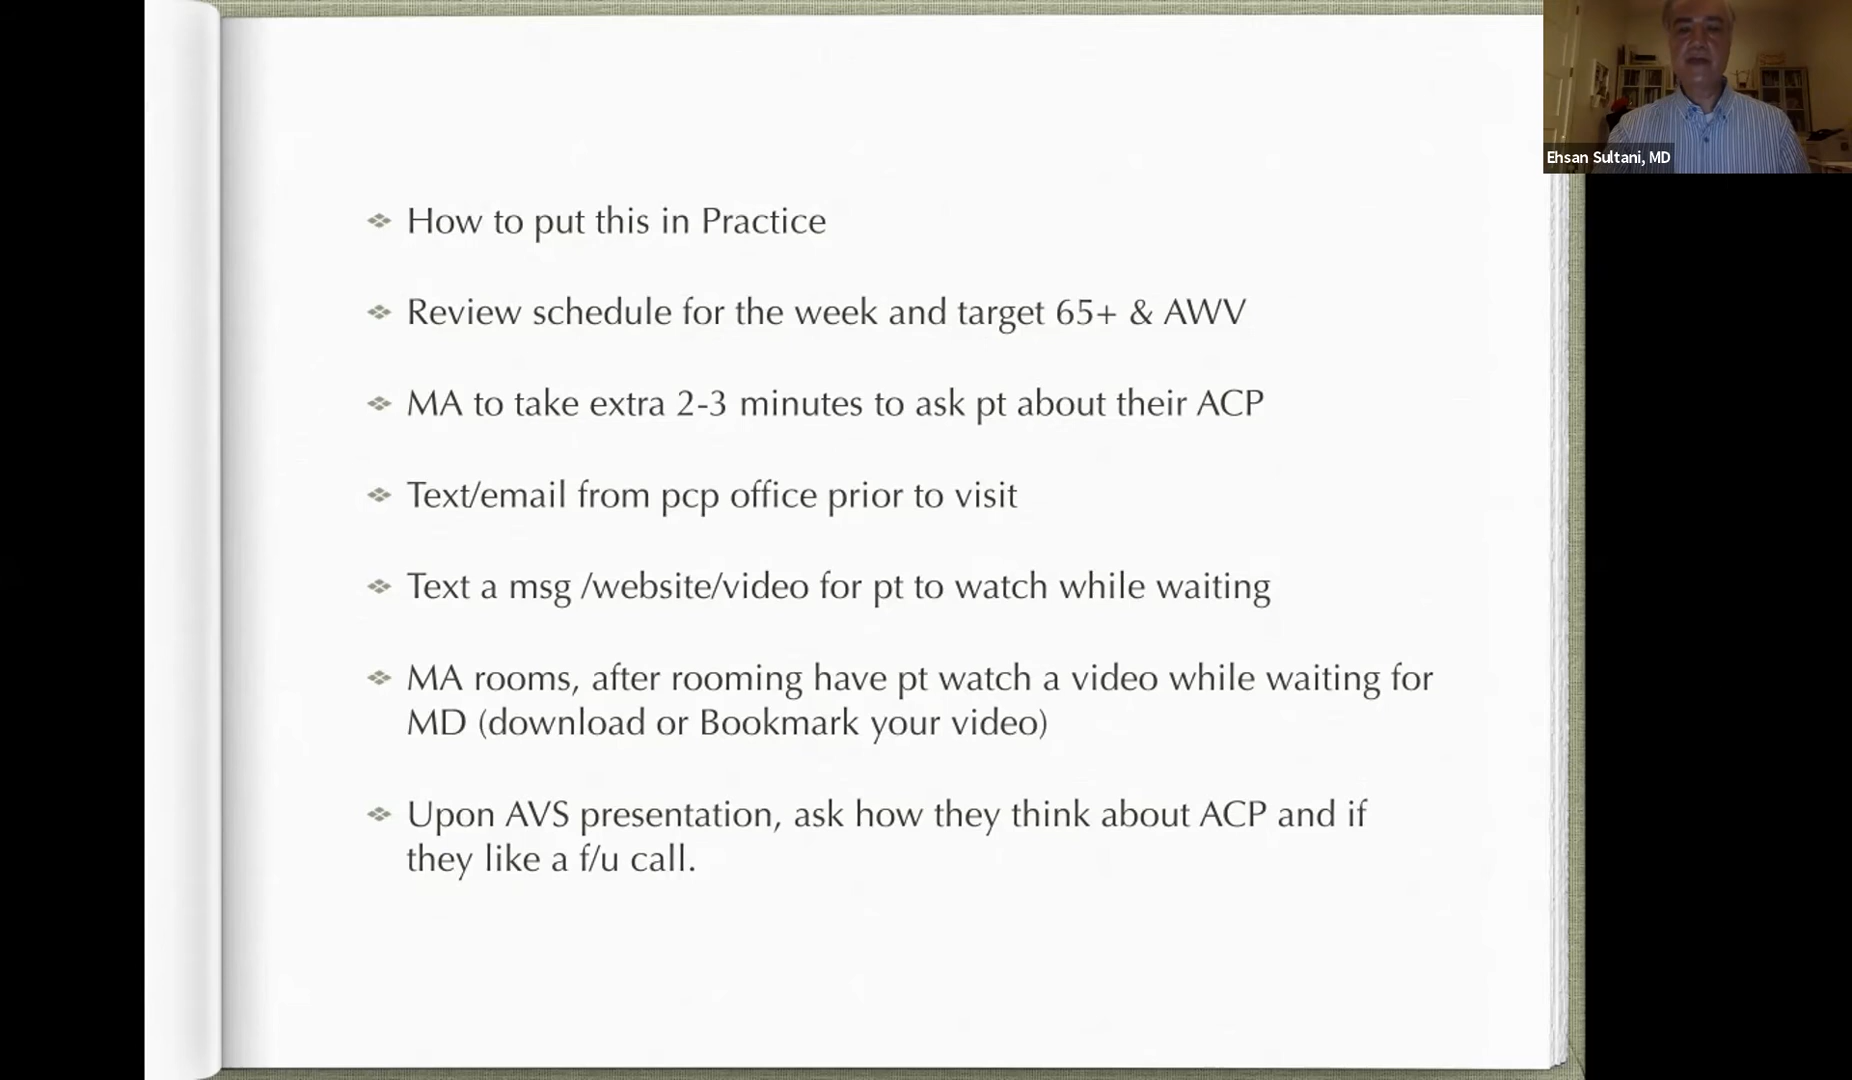 How to put this in Practice
Review schedule for the week and target 65+ & AWV
MA to take extra 2-3 minutes to ask pt about their ACP
Text/email from pcp office prior to visit
Text a msg /website/video for pt to watch while waiting
MA rooms, after rooming have pt watch a video while waiting for
MD (download or Bookmark your video)
Upon AVS presentation, ask how they think about ACP and if
they like a f/u call.
Ehsan Sultani, MD